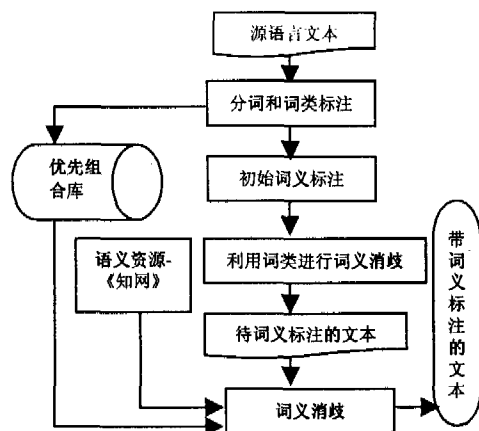 源语言文本
分词和词类标注
优先组
合库
初始词义标注
语义资源-
《知网》
利用词类进行词义消歧
待词义标注的文本
词义消歧
带词义标注的文本